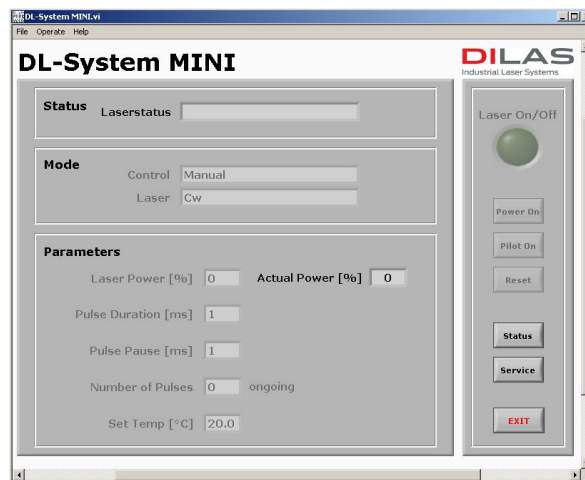 DL-System MINI.vi
File Operate Help
DL-System MINI
DILAS
Industrial Laser Systems
Status
Laserstatus
Mode
Control Manual
Laser Cw
Parameters
Laser Power [%] 0 Actual Power [%] 0
Pulse Duration [ms] 1
Pulse Pause [ms] 1
Number of Pulses 0 ongoing
Set Temp [°C] 20.0
Laser On/Off
Power On
Pilot On
Reset
Status
Service
EXIT